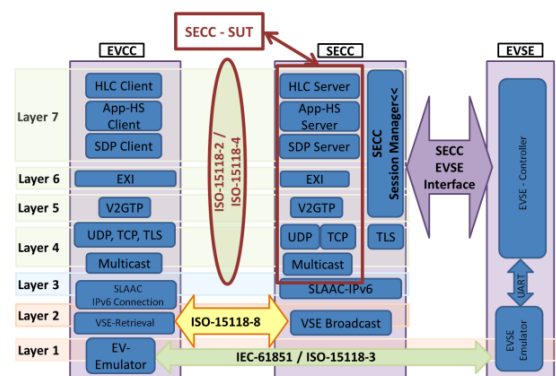 SECC - SUT
EVCC
SECC
EVSE
Layer 7
HLC Client
App-HS
Client
SDP Client
ISO-15118-2 /
ISO-15118-4
HLC Server
App-HS
Server
SDP Server
SECC
Session Manager<<
SECC
EVSE
Interface
EVSE - Controller
Layer 6
EXI
EXI
Layer 5
V2GTP
V2GTP
Layer 4
UDP, TCP, TLS
Multicast
UDP
TCP
TLS
Multicast
Layer 3
SLAAC
IPv6 Connection
SLAAC-IPv6
UART
Layer 2
VSE-Retrieval
ISO-15118-8
VSE Broadcast
EVSE
Emulator
Layer 1
EV-
Emulator
IEC-61851 / ISO-15118-3